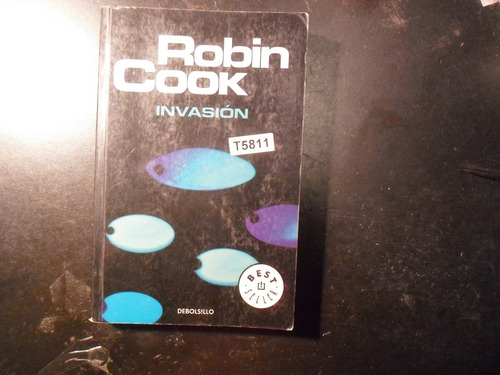 Robin
Cook
INVASIÓN
T5811
BEST
SELLER
DEBOLSILLO